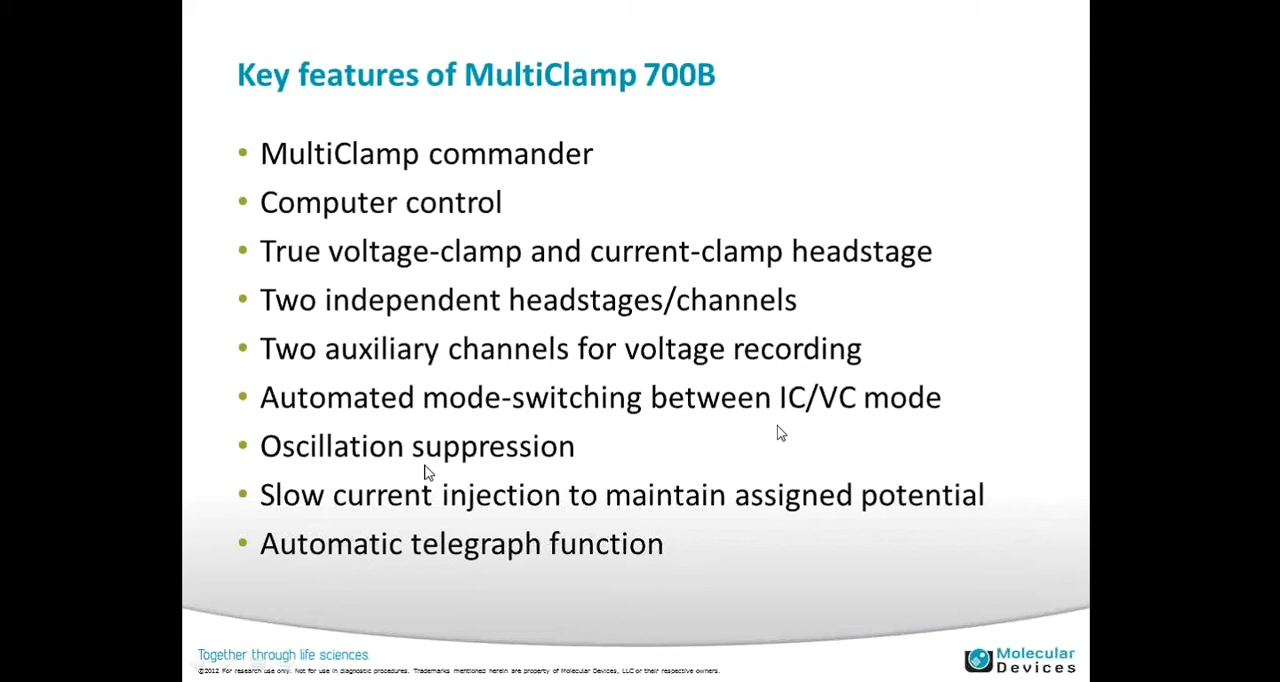 Key features of MultiClamp 700B
• MultiClamp commander
• Computer control
• True voltage-clamp and current-clamp headstage
• Two independent headstages/channels
• Two auxiliary channels for voltage recording
• Automated mode-switching between IC/VC mode
• Oscillation suppression
• Slow current injection to maintain assigned potential
• Automatic telegraph function
Together through life sciences.
©2012 For research use only. Not for use in diagnostic procedures. Trademarks mentioned herein are property of Molecular Devices, LLC or their respective owners.
Molecular
Devices